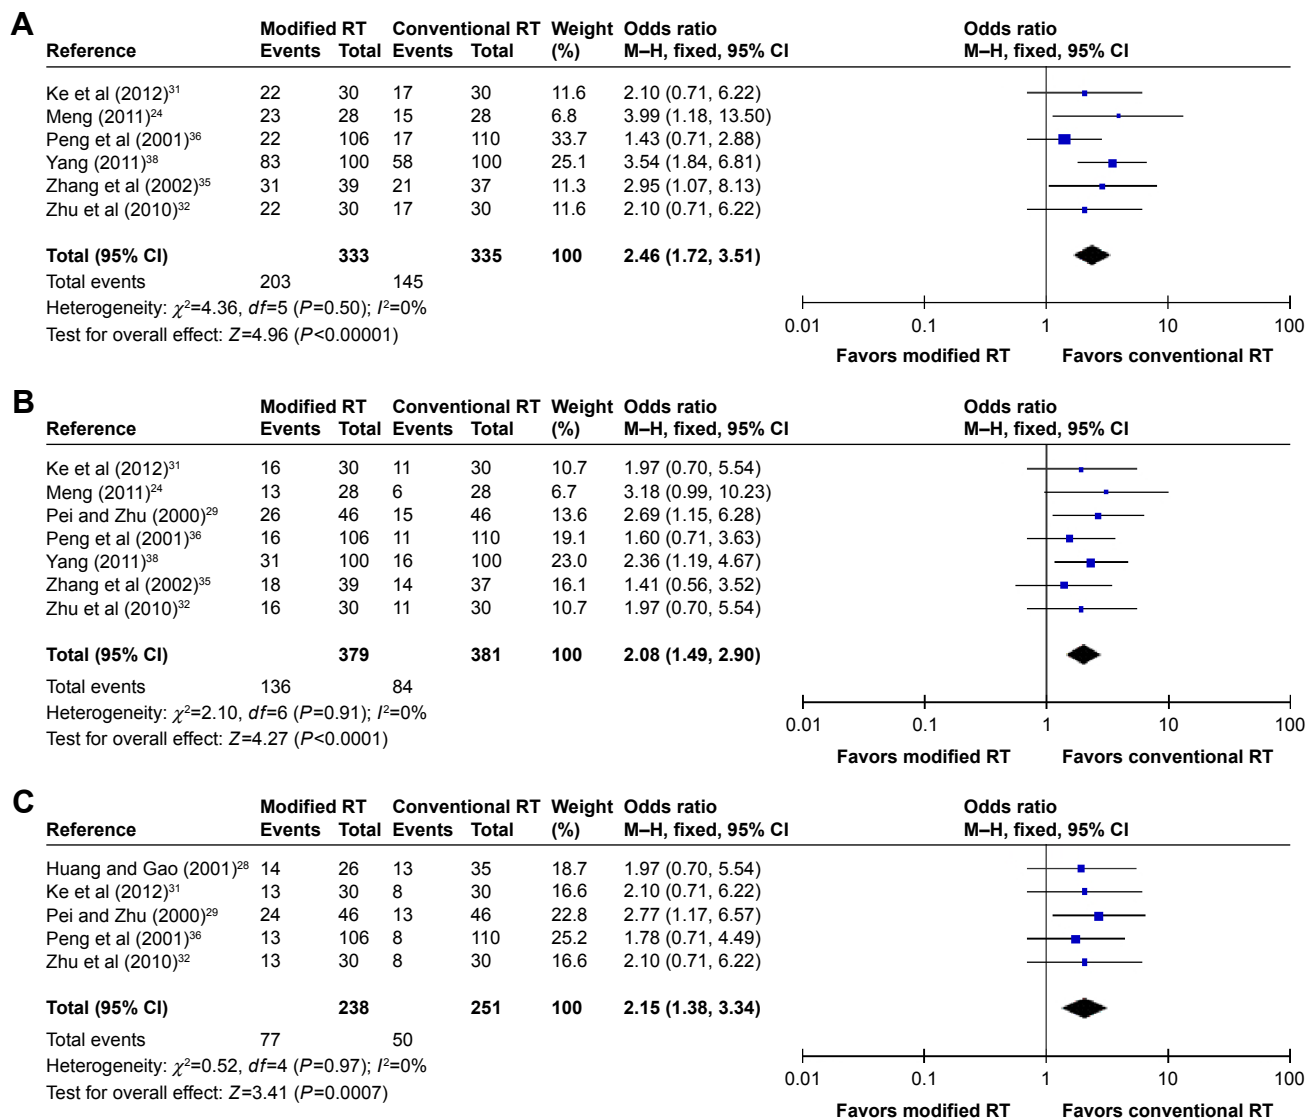 A
Modified RT Conventional RT Weight Odds ratio Odds ratio
Reference Events Total Events Total (%) M–H, fixed, 95% CI M–H, fixed, 95% CI
Ke et al (2012)31 22 30 17 30 11.6 2.10 (0.71, 6.22)
Meng (2011)24 23 28 15 28 6.8 3.99 (1.18, 13.50)
Peng et al (2001)36 22 106 17 110 33.7 1.43 (0.71, 2.88)
Yang (2011)38 83 100 58 100 25.1 3.54 (1.84, 6.81)
Zhang et al (2002)35 31 39 21 37 11.3 2.95 (1.07, 8.13)
Zhu et al (2010)32 22 30 17 30 11.6 2.10 (0.71, 6.22)
Total (95% CI) 333 335 100 2.46 (1.72, 3.51)
Total events 203 145
Heterogeneity: χ2=4.36, df=5 (P=0.50); I2=0%
Test for overall effect: Z=4.96 (P<0.00001)
0.01 0.1 1 10 100
Favors modified RT Favors conventional RT
B
Modified RT Conventional RT Weight Odds ratio Odds ratio
Reference Events Total Events Total (%) M–H, fixed, 95% CI M–H, fixed, 95% CI
Ke et al (2012)31 16 30 11 30 10.7 1.97 (0.70, 5.54)
Meng (2011)24 13 28 6 28 6.7 3.18 (0.99, 10.23)
Pei and Zhu (2000)29 26 46 15 46 13.6 2.69 (1.15, 6.28)
Peng et al (2001)36 16 106 11 110 19.1 1.60 (0.71, 3.63)
Yang (2011)38 31 100 16 100 23.0 2.36 (1.19, 4.67)
Zhang et al (2002)35 18 39 14 37 16.1 1.41 (0.56, 3.52)
Zhu et al (2010)32 16 30 11 30 10.7 1.97 (0.70, 5.54)
Total (95% CI) 379 381 100 2.08 (1.49, 2.90)
Total events 136 84
Heterogeneity: χ2=2.10, df=6 (P=0.91); I2=0%
Test for overall effect: Z=4.27 (P<0.0001)
0.01 0.1 1 10 100
Favors modified RT Favors conventional RT
C
Modified RT Conventional RT Weight Odds ratio Odds ratio
Reference Events Total Events Total (%) M–H, fixed, 95% CI M–H, fixed, 95% CI
Huang and Gao (2001)28 14 26 13 35 18.7 1.97 (0.70, 5.54)
Ke et al (2012)31 13 30 8 30 16.6 2.10 (0.71, 6.22)
Pei and Zhu (2000)29 24 46 13 46 22.8 2.77 (1.17, 6.57)
Peng et al (2001)36 13 106 8 110 25.2 1.78 (0.71, 4.49)
Zhu et al (2010)32 13 30 8 30 16.6 2.10 (0.71, 6.22)
Total (95% CI) 238 251 100 2.15 (1.38, 3.34)
Total events 77 50
Heterogeneity: χ2=0.52, df=4 (P=0.97); I2=0%
Test for overall effect: Z=3.41 (P=0.0007)
0.01 0.1 1 10 100
Favors modified RT Favors conventional RT